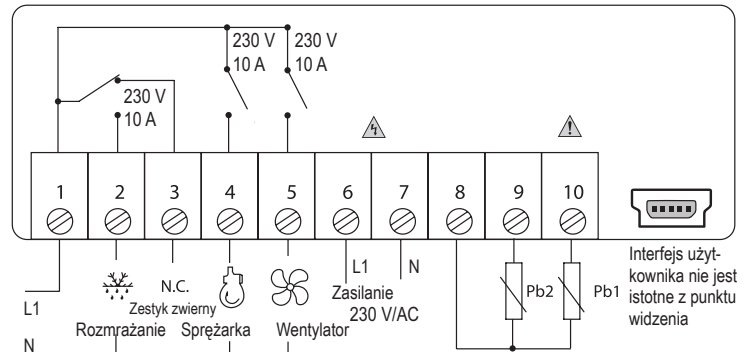 230 V
10 A
230 V
10 A
230 V
10 A
1 2 3 4 5 6 7 8 9 10
L1
N
N.C.
Zestyk zwierny
Rozmrażanie
Sprężarka
Wentylator
L1
N
Zasilanie
230 V/AC
Pb2
Pb1
Interfejs użyt-
kownika nie jest
istotne z punktu
widzenia